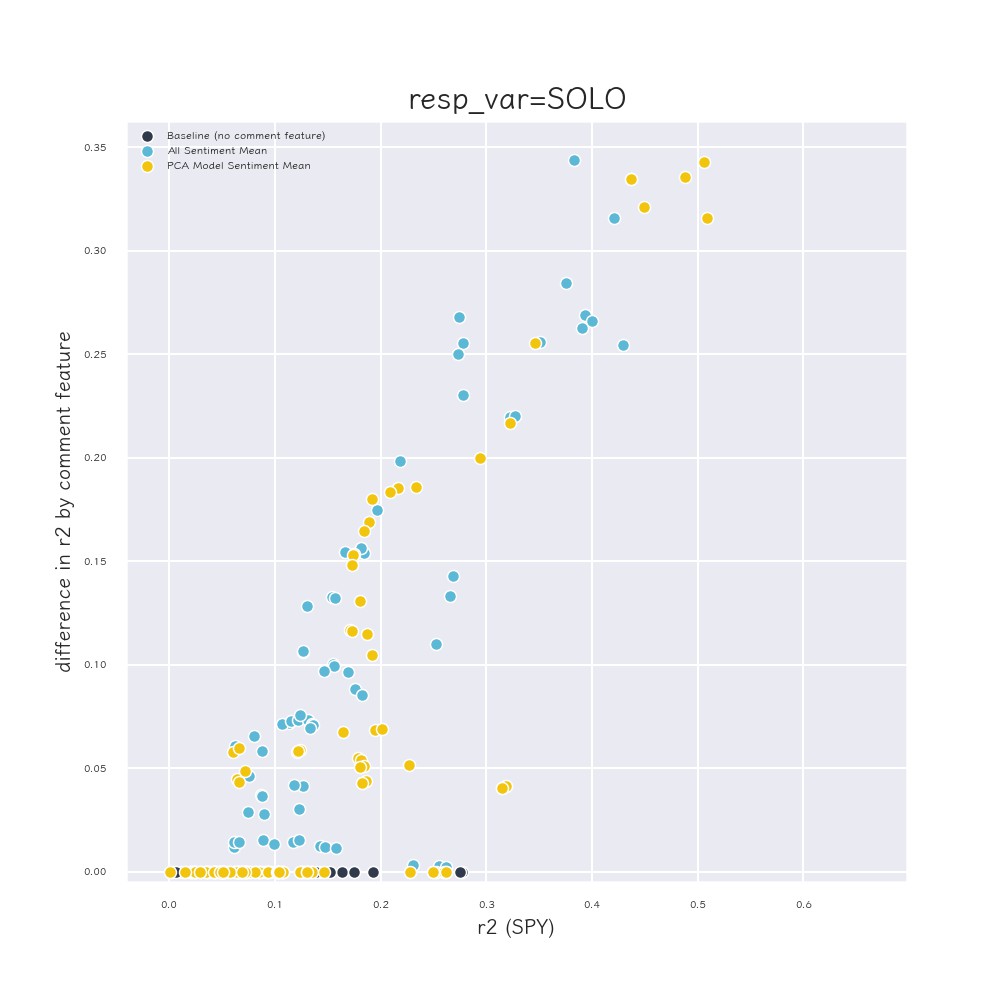 resp_var=SOLO
Baseline (no comment feature)
All Sentiment Mean
PCA Model Sentiment Mean
difference in r2 by comment feature
0.35
0.30
0.25
0.20
0.15
0.10
0.05
0.00
0.0 0.1 0.2 0.3 0.4 0.5 0.6
r2 (SPY)